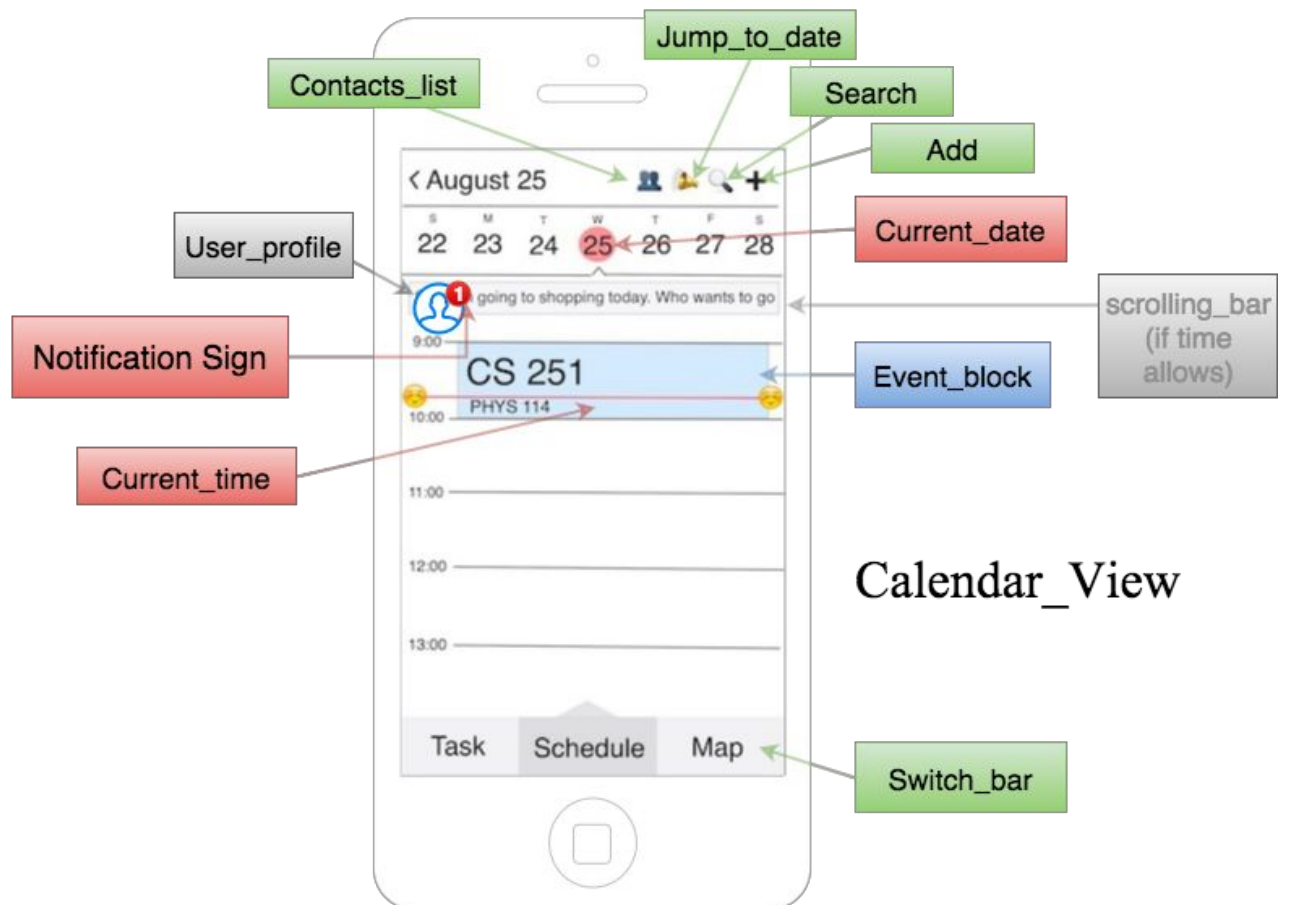 Jump_to_date
Contacts_list
Search
Add
< August 25
S M T W T F S
22 23 24 25 26 27 28
Current_date
User_profile
1
going to shopping today. Who wants to go
scrolling_bar
(if time
allows)
Notification Sign
9:00
CS 251
Event_block
PHYS 114
10:00
Current_time
11:00
12:00
Calendar_View
13:00
Task Schedule Map
Switch_bar